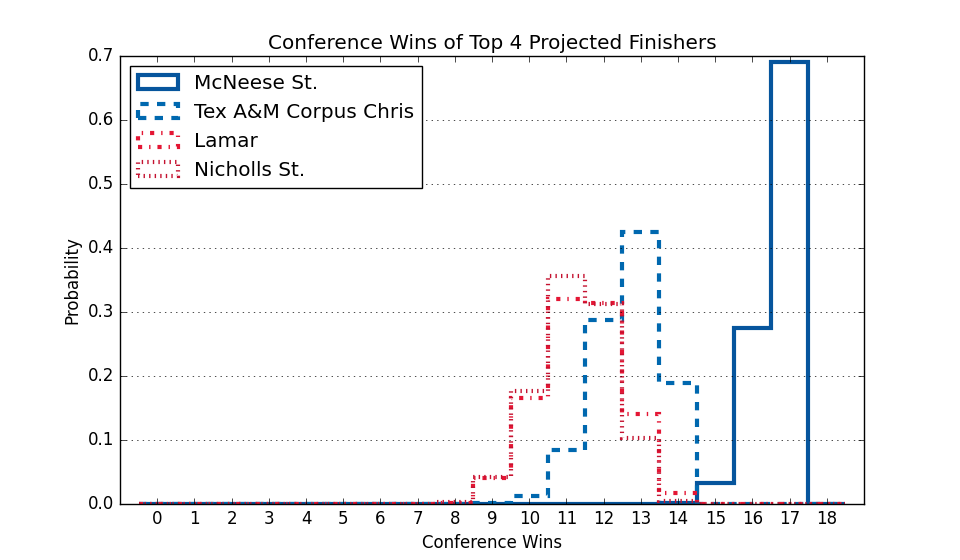 Conference Wins of Top 4 Projected Finishers
McNeese St.
Tex A&M Corpus Chris
Lamar
Nicholls St.
0.7
0.6
0.5
0.4
0.3
0.2
0.1
0.0
Probability
0 1 2 3 4 5 6 7 8 9 10 11 12 13 14 15 16 17 18
Conference Wins